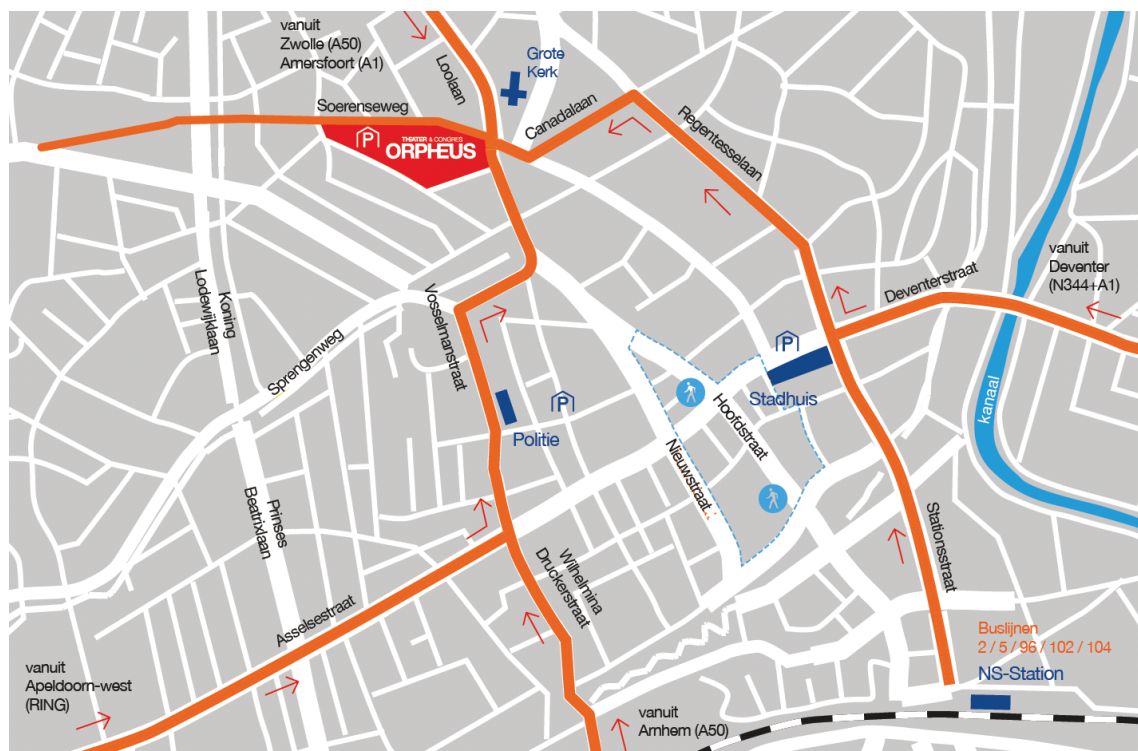 vanuit
Zwolle (A50)
Amersfoort (A1)
Loolaan
Grote
Kerk
Soerenseweg
Canadalaan
Regentesselaan
P
THEATER & CONGRES
ORPHEUS
vanuit
Deventer
(N344+A1)
Deventerstraat
Koning
Lodewijklaan
Vosselmanstraat
Sprengenweg
P
Stadhuis
kanaal
P
Politie
Hoofdstraat
Nieuwstraat
Prinses
Beatrixlaan
Stationsstraat
Wilhelmina
Druckerstraat
Asselsestraat
Buslijnen
2 / 5 / 96 / 102 / 104
NS-Station
vanuit
Apeldoorn-west
(RING)
vanuit
Arnhem (A50)